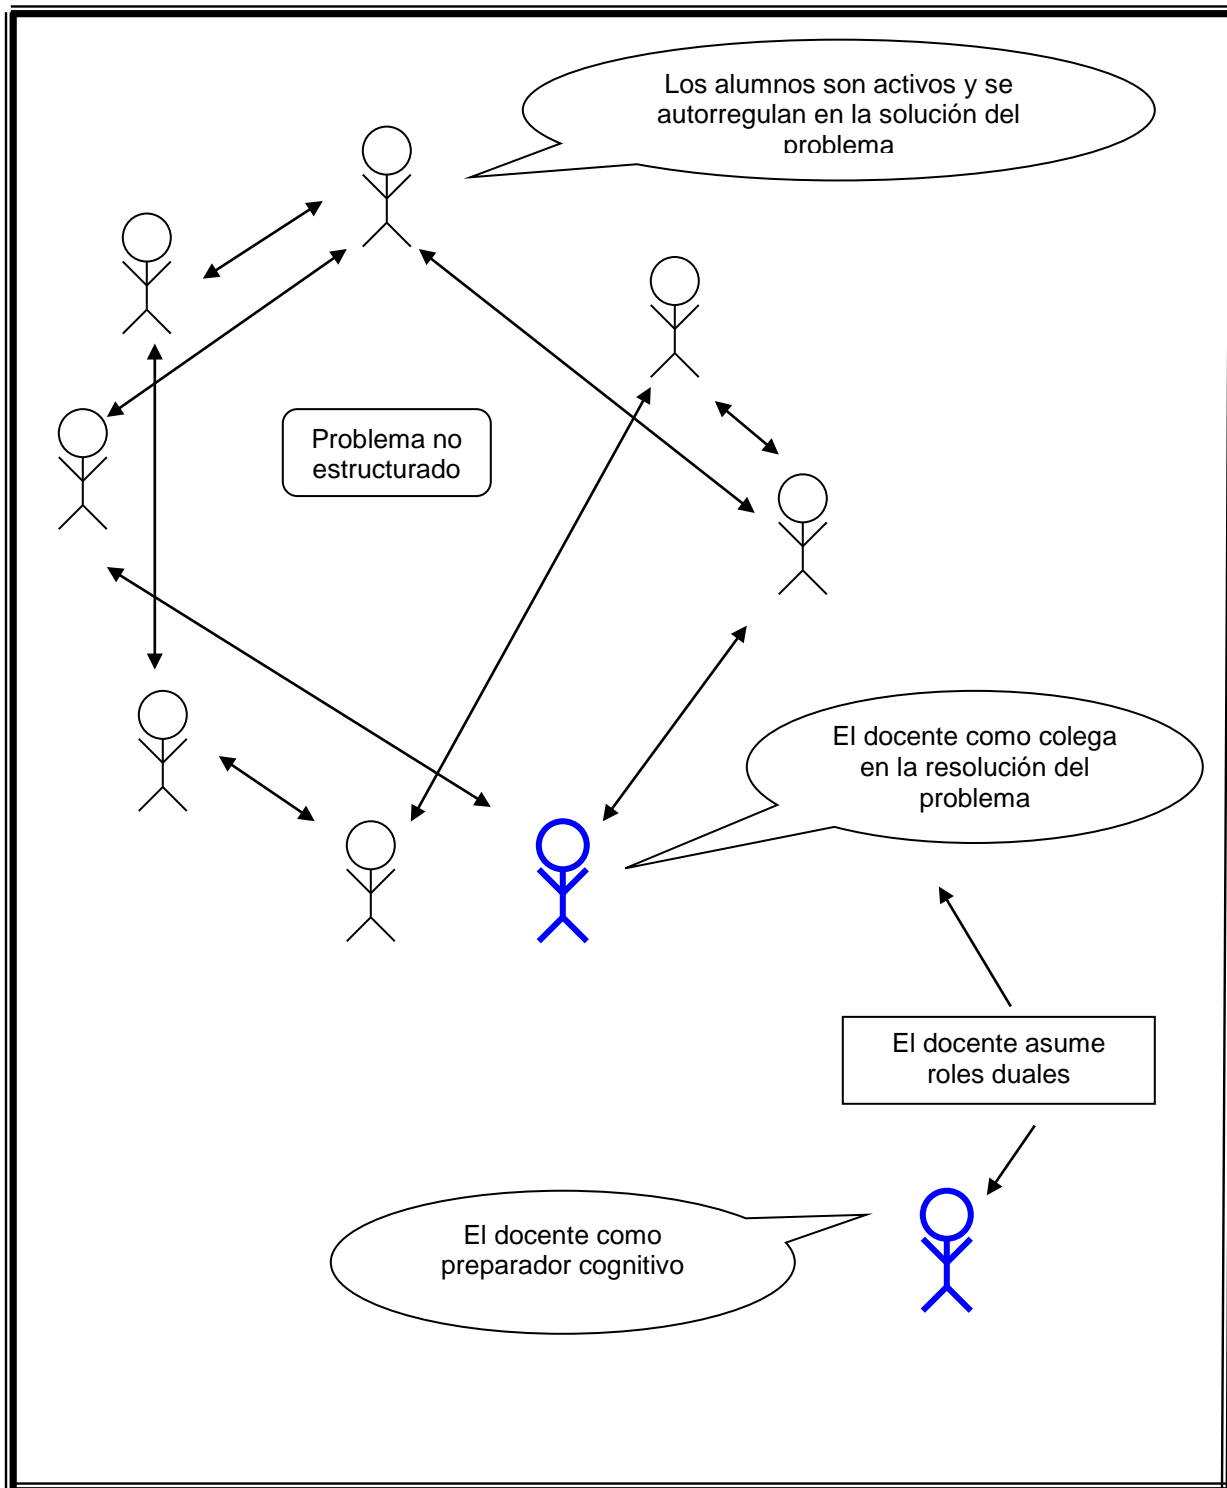 Los alumnos son activos y se
autorregulan en la solución del
problema
Problema no
estructurado
El docente como colega
en la resolución del
problema
El docente asume
roles duales
El docente como
preparador cognitivo